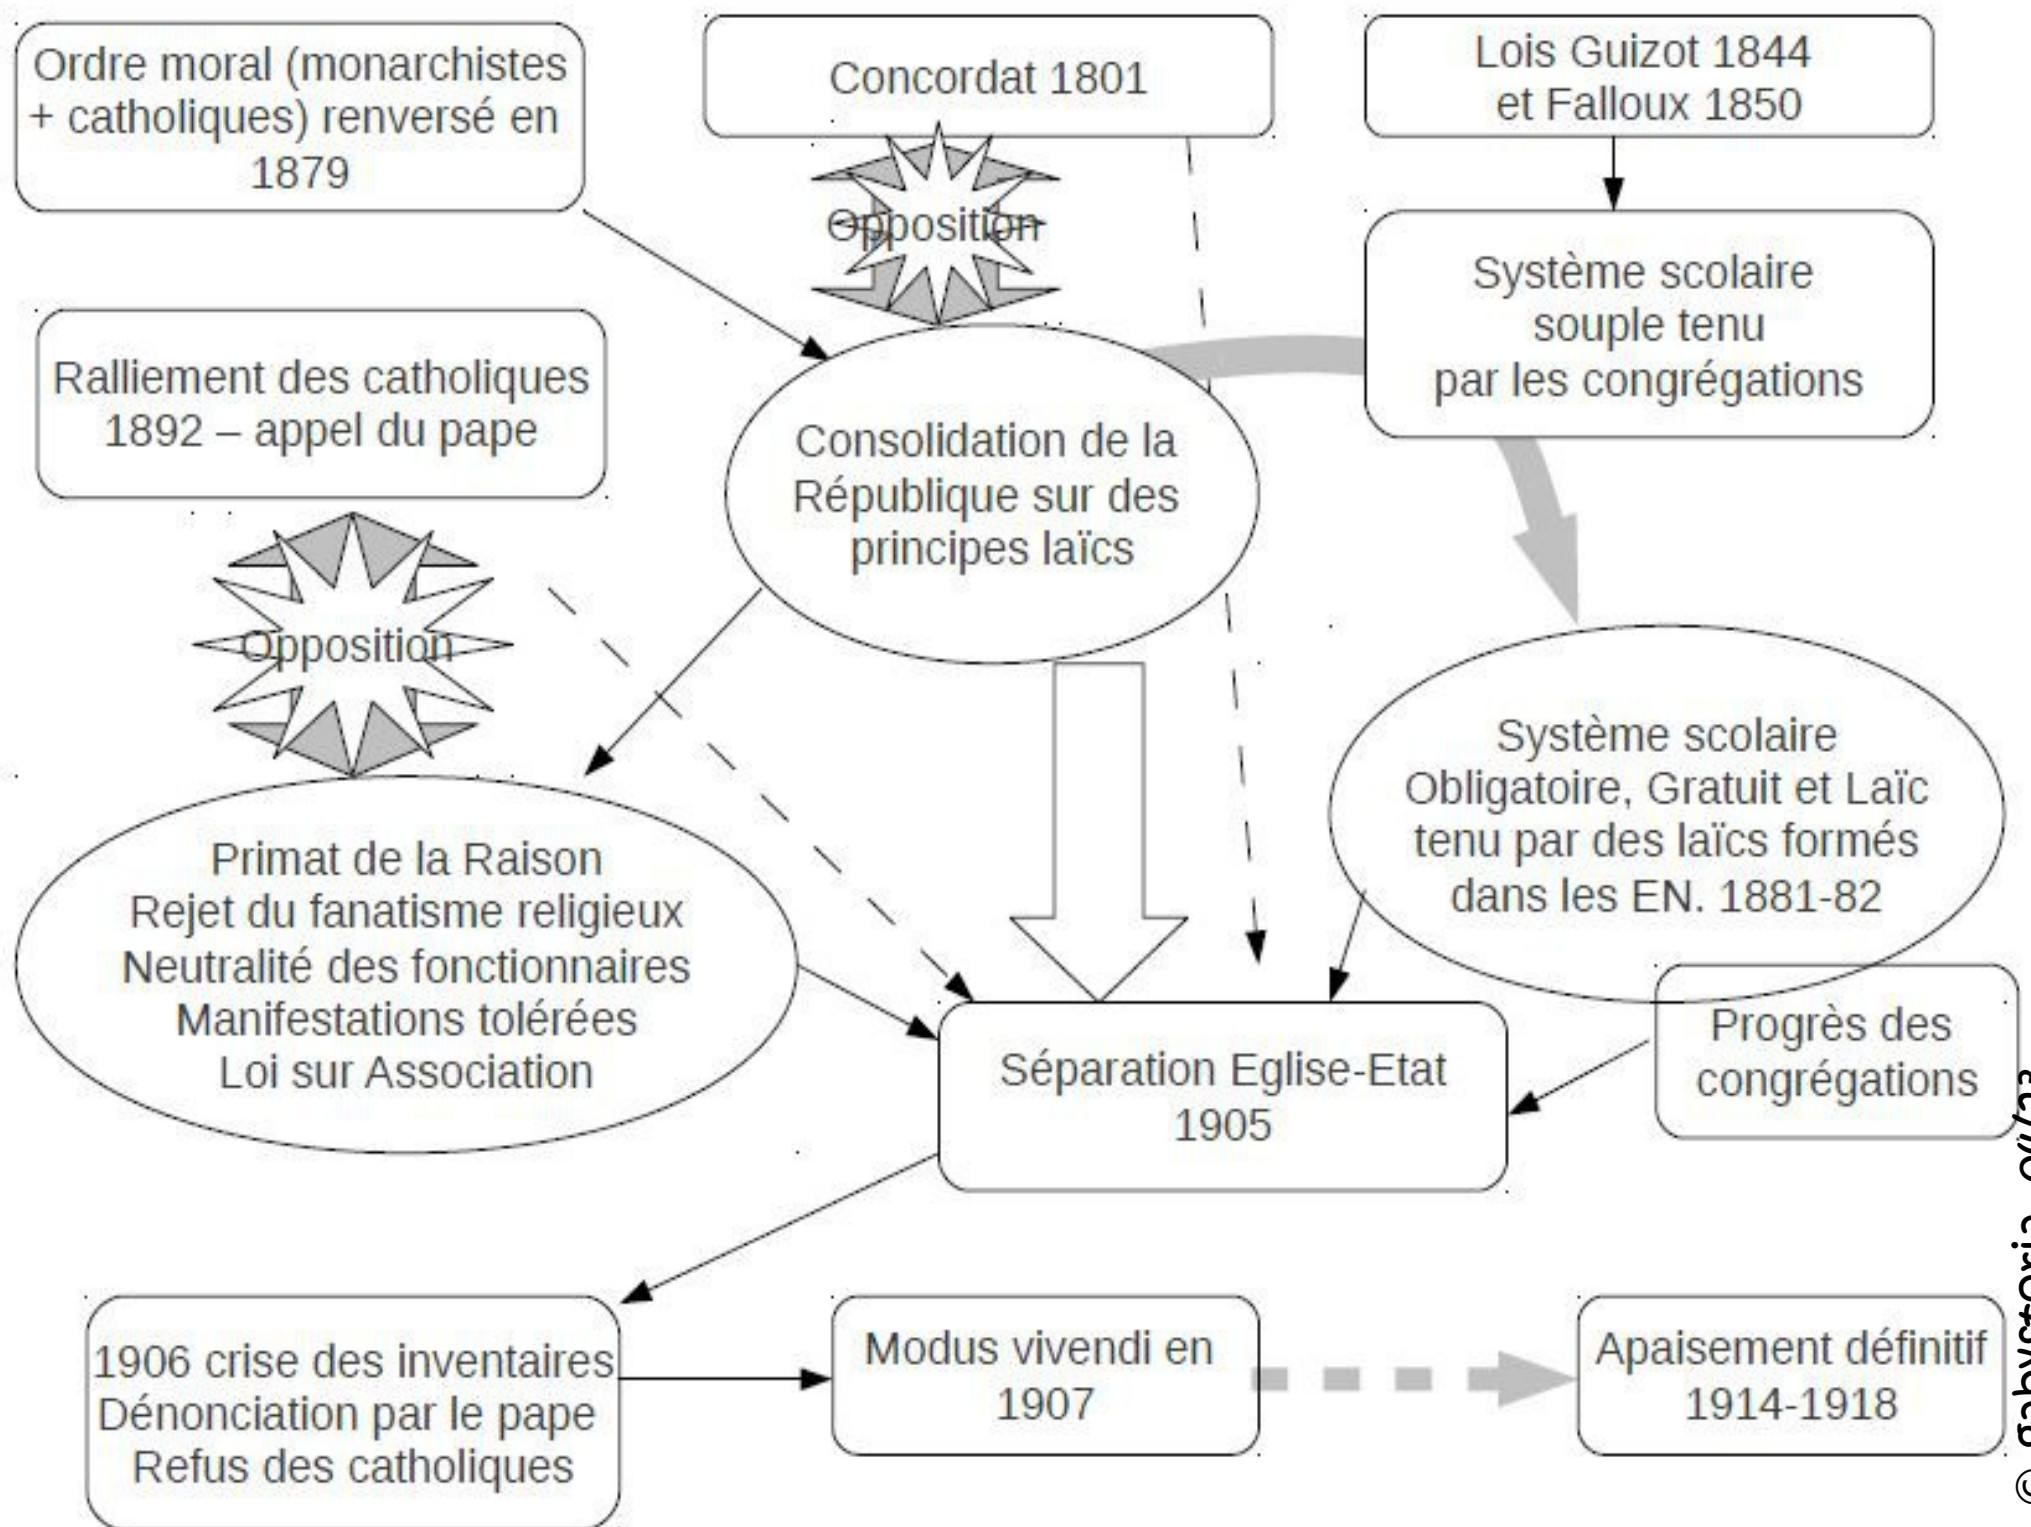 Ordre moral (monarchistes
+ catholiques) renversé en
1879
Concordat 1801
Lois Guizot 1844
et Falloux 1850
Opposition
Système scolaire
souple tenu
par les congrégations
Ralliement des catholiques
1892 – appel du pape
Consolidation de la
République sur des
principes laïcs
Opposition
Système scolaire
Obligatoire, Gratuit et Laïc
tenu par des laïcs formés
dans les EN. 1881-82
Primat de la Raison
Rejet du fanatisme religieux
Neutralité des fonctionnaires
Manifestations tolérées
Loi sur Association
Séparation Eglise-Etat
1905
Progrès des
congrégations
1906 crise des inventaires
Dénonciation par le pape
Refus des catholiques
Modus vivendi en
1907
Apaisement définitif
1914-1918
©